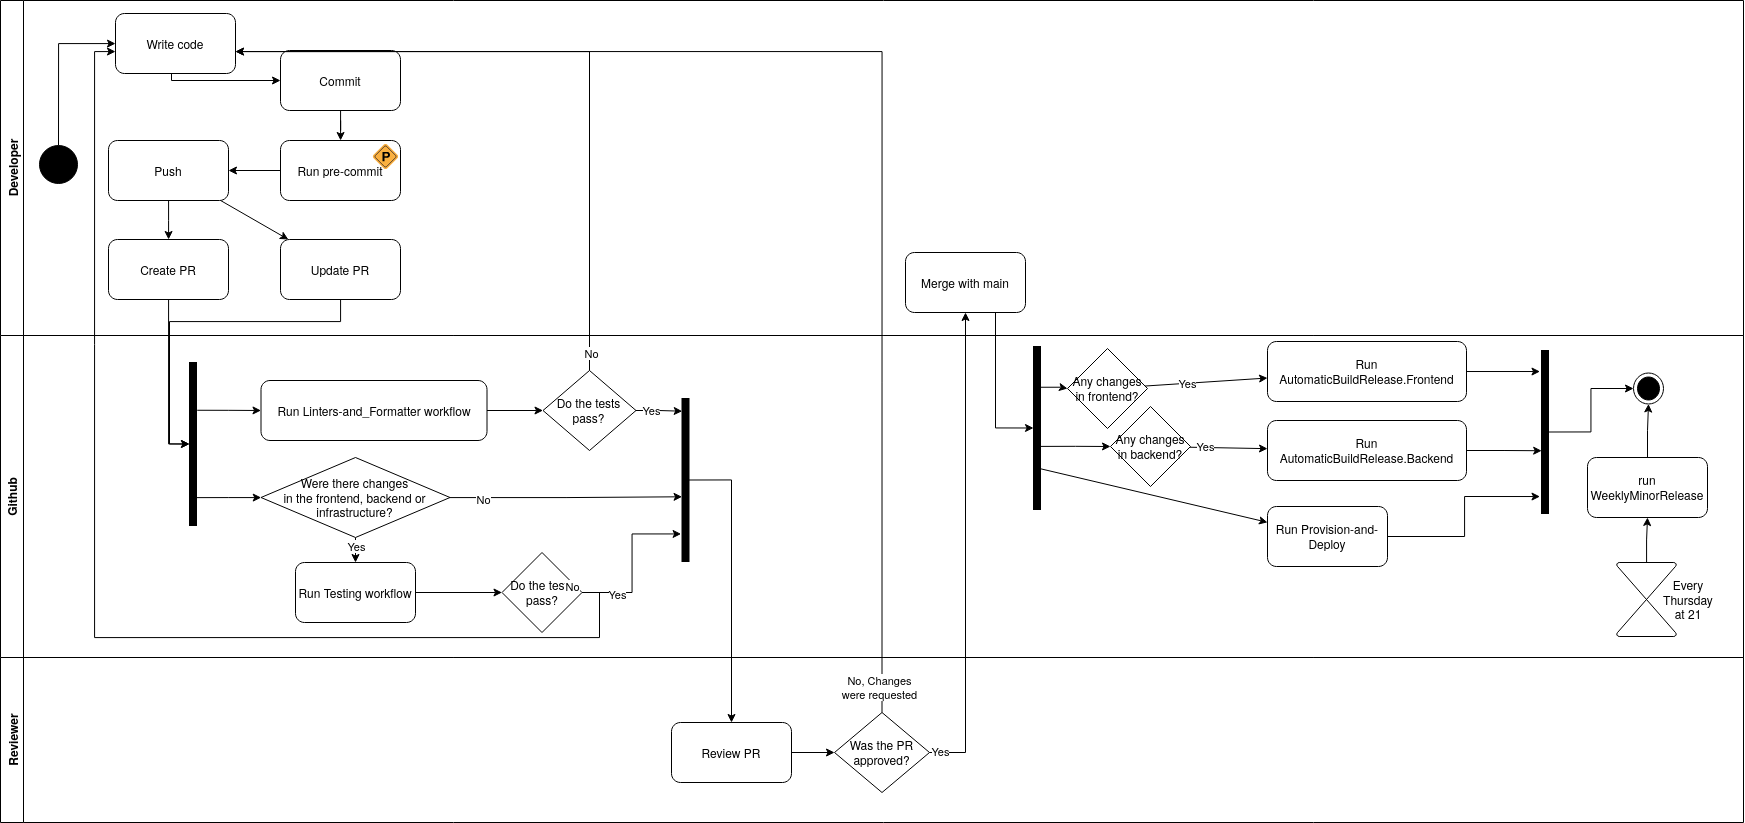 Developer
Write code
Commit
Push
Run pre-commit
P
Create PR
Update PR
Merge with main
Github
No
Run Linters-and_Formatter workflow
Do the tests
pass?
Yes
Were there changes
in the frontend, backend or
infrastructure?
No
Yes
Run Testing workflow
Do the tes
pass?
No
Yes
Any changes
in frontend?
Yes
Run
AutomaticBuildRelease.Frontend
Any changes
in backend?
Yes
Run
AutomaticBuildRelease.Backend
Run Provision-and-
Deploy
run
WeeklyMinorRelease
Every
Thursday
at 21
Reviewer
No, Changes
were requested
Review PR
Was the PR
approved?
Yes